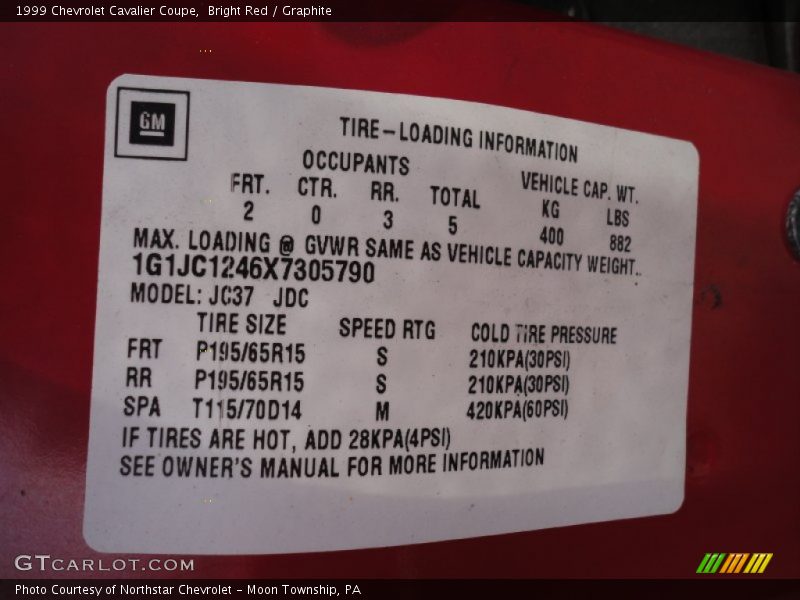 1999 Chevrolet Cavalier Coupe, Bright Red / Graphite
GM
TIRE-LOADING INFORMATION
OCCUPANTS VEHICLE CAP. WT.
FRT. CTR. RR. TOTAL KG LBS
2 0 3 5 400 882
MAX. LOADING @ GVWR SAME AS VEHICLE CAPACITY WEIGHT.
1G1JC1246X7305790
MODEL: JC37 JDC
TIRE SIZE SPEED RTG COLD TIRE PRESSURE
FRT P195/65R15 S 210KPA(30PSI)
RR P195/65R15 S 210KPA(30PSI)
SPA T115/70D14 M 420KPA(60PSI)
IF TIRES ARE HOT, ADD 28KPA(4PSI)
SEE OWNER'S MANUAL FOR MORE INFORMATION
GTCARLOT.COM
Photo Courtesy of Northstar Chevrolet - Moon Township, PA